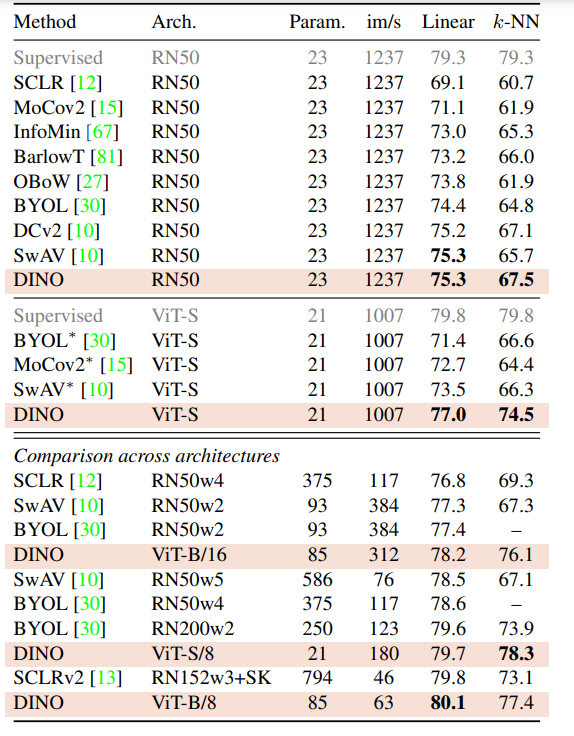 Method Arch. Param. im/s Linear k-NN
Supervised RN50 23 1237 79.3 79.3
SCLR [12] RN50 23 1237 69.1 60.7
MoCov2 [15] RN50 23 1237 71.1 61.9
InfoMin [67] RN50 23 1237 73.0 65.3
BarlowT [81] RN50 23 1237 73.2 66.0
OBoW [27] RN50 23 1237 73.8 61.9
BYOL [30] RN50 23 1237 74.4 64.8
DCv2 [10] RN50 23 1237 75.2 67.1
SwAV [10] RN50 23 1237 75.3 65.7
DINO RN50 23 1237 75.3 67.5
Supervised ViT-S 21 1007 79.8 79.8
BYOL* [30] ViT-S 21 1007 71.4 66.6
MoCov2* [15] ViT-S 21 1007 72.7 64.4
SwAV* [10] ViT-S 21 1007 73.5 66.3
DINO ViT-S 21 1007 77.0 74.5
Comparison across architectures
SCLR [12] RN50w4 375 117 76.8 69.3
SwAV [10] RN50w2 93 384 77.3 67.3
BYOL [30] RN50w2 93 384 77.4 –
DINO ViT-B/16 85 312 78.2 76.1
SwAV [10] RN50w5 586 76 78.5 67.1
BYOL [30] RN50w4 375 117 78.6 –
BYOL [30] RN200w2 250 123 79.6 73.9
DINO ViT-S/8 21 180 79.7 78.3
SCLRv2 [13] RN152w3+SK 794 46 79.8 73.1
DINO ViT-B/8 85 63 80.1 77.4